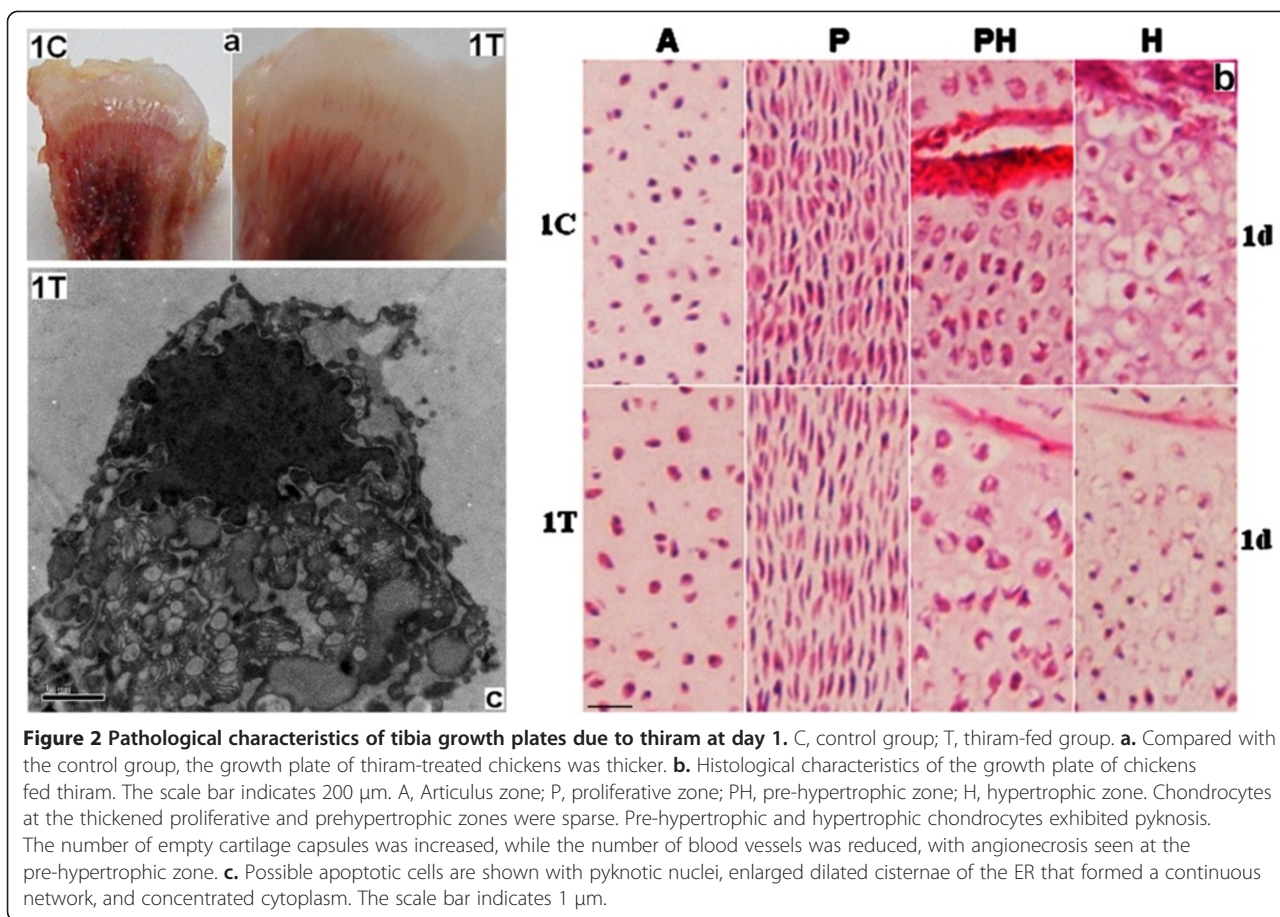 1C a 1T
A P PH H
b
1C 1d
1T
1T 1d
1 µm
c
Figure 2 Pathological characteristics of tibia growth plates due to thiram at day 1. C, control group; T, thiram-fed group. a. Compared with
the control group, the growth plate of thiram-treated chickens was thicker. b. Histological characteristics of the growth plate of chickens
fed thiram. The scale bar indicates 200 μm. A, Articulus zone; P, proliferative zone; PH, pre-hypertrophic zone; H, hypertrophic zone. Chondrocytes
at the thickened proliferative and prehypertrophic zones were sparse. Pre-hypertrophic and hypertrophic chondrocytes exhibited pyknosis.
The number of empty cartilage capsules was increased, while the number of blood vessels was reduced, with angionecrosis seen at the
pre-hypertrophic zone. c. Possible apoptotic cells are shown with pyknotic nuclei, enlarged dilated cisternae of the ER that formed a continuous
network, and concentrated cytoplasm. The scale bar indicates 1 μm.